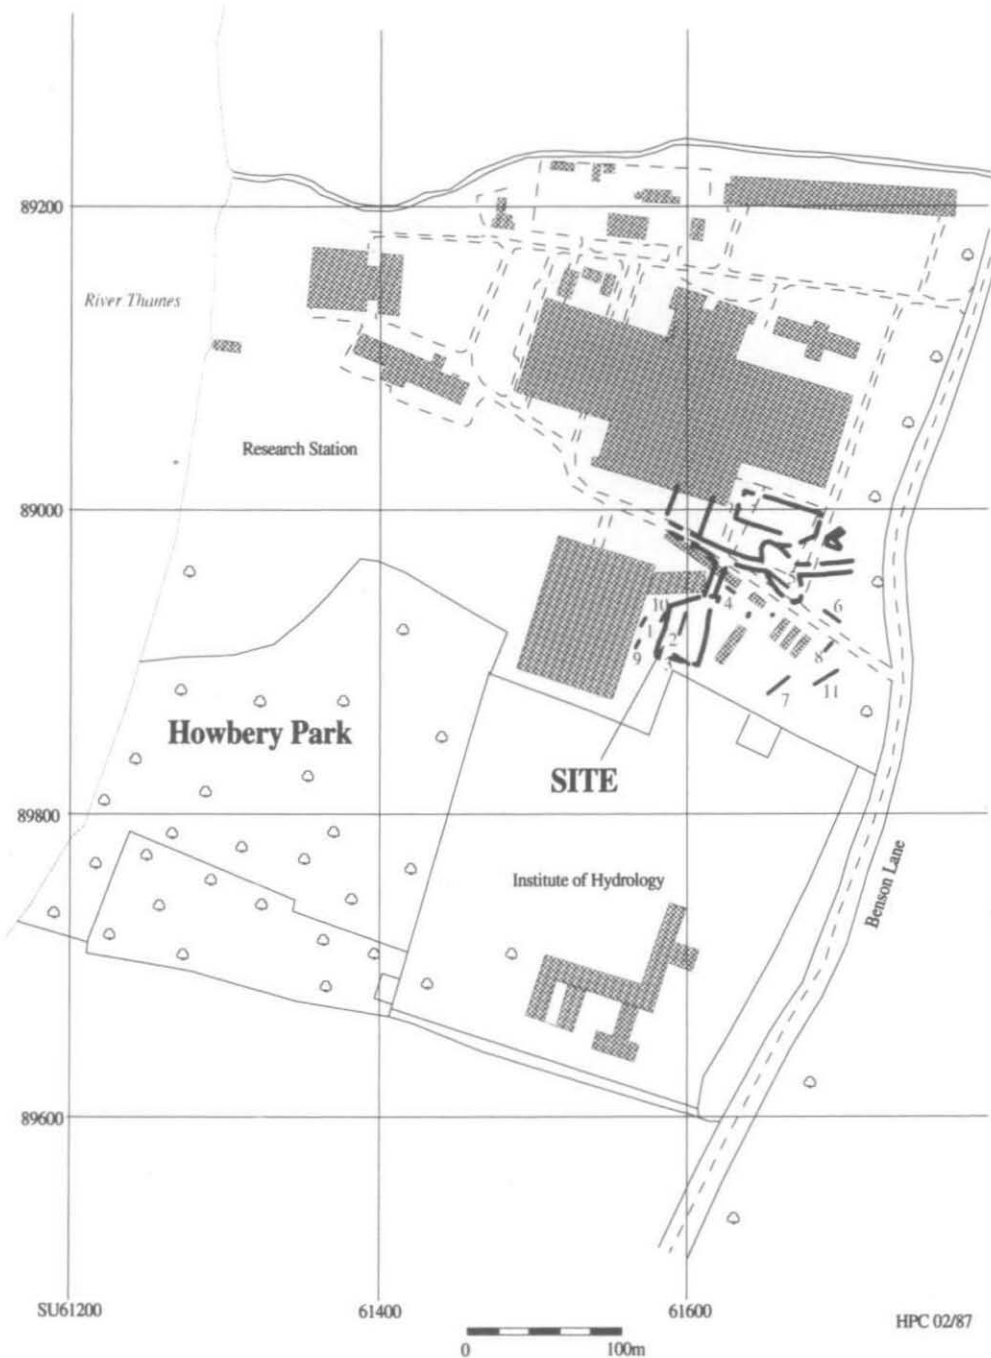 89200
River Thames
Research Station
89000
10
4
6
1
2
9
3
5
8
7
11
Howbery Park
SITE
89800
Institute of Hydrology
Benson Lane
89600
SU61200
61400
61600
HPC 02/87
0
100m